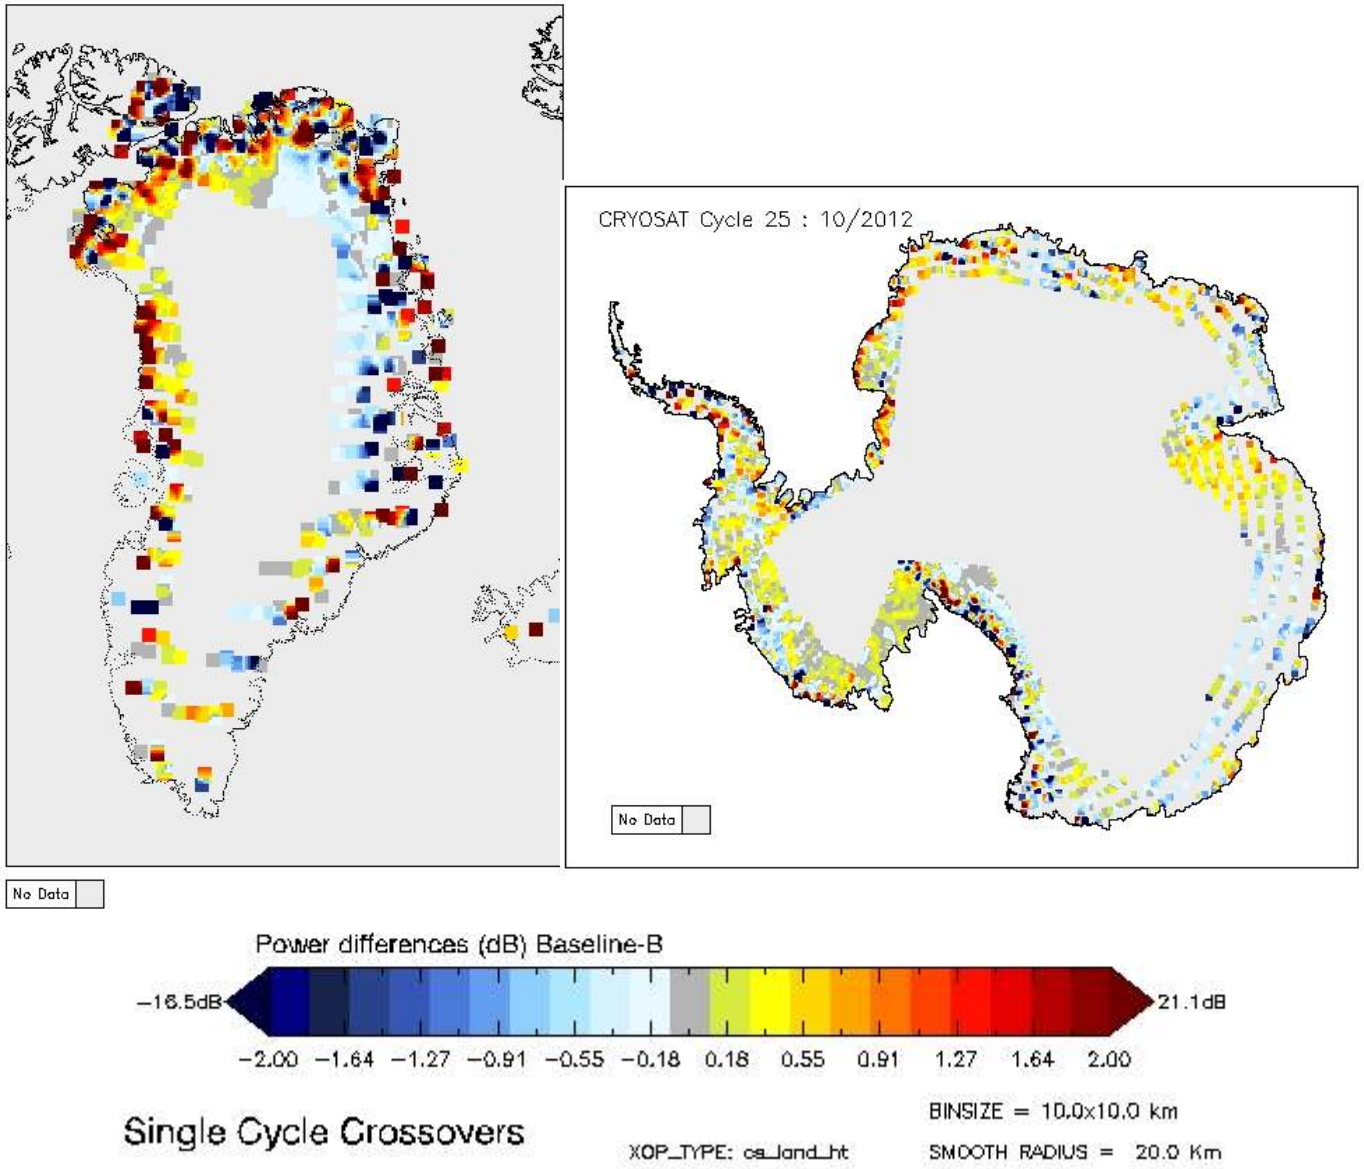 CRYOSAT Cycle 25 : 10/2012
No Data
No Data
Power differences (dB) Baseline-B
-16.5dB
21.1dB
-2.00 -1.64 -1.27 -0.91 -0.55 -0.18 0.18 0.55 0.91 1.27 1.64 2.00
Single Cycle Crossovers
BINSIZE = 10.0x10.0 km
XOP_TYPE: cs_land_ht
SMOOTH RADIUS = 20.0 Km